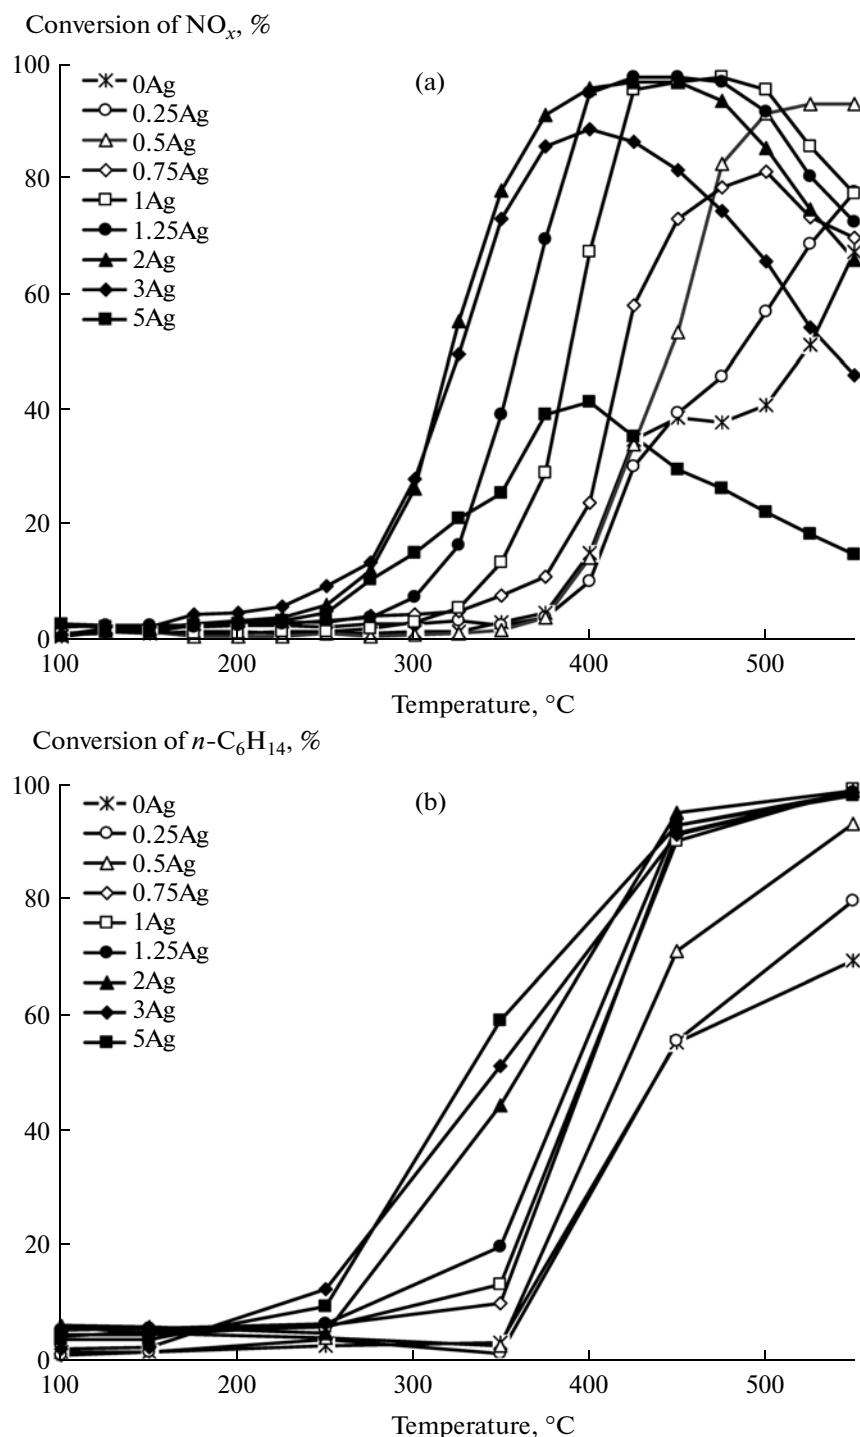 Conversion of NOₓ, %
100
80
60
40
20
0
(a)
0Ag
0.25Ag
0.5Ag
0.75Ag
1Ag
1.25Ag
2Ag
3Ag
5Ag
100 200 300 400 500
Temperature, °C
Conversion of n-C₆H₁₄, %
100
80
60
40
20
0
(b)
0Ag
0.25Ag
0.5Ag
0.75Ag
1Ag
1.25Ag
2Ag
3Ag
5Ag
100 200 300 400 500
Temperature, °C